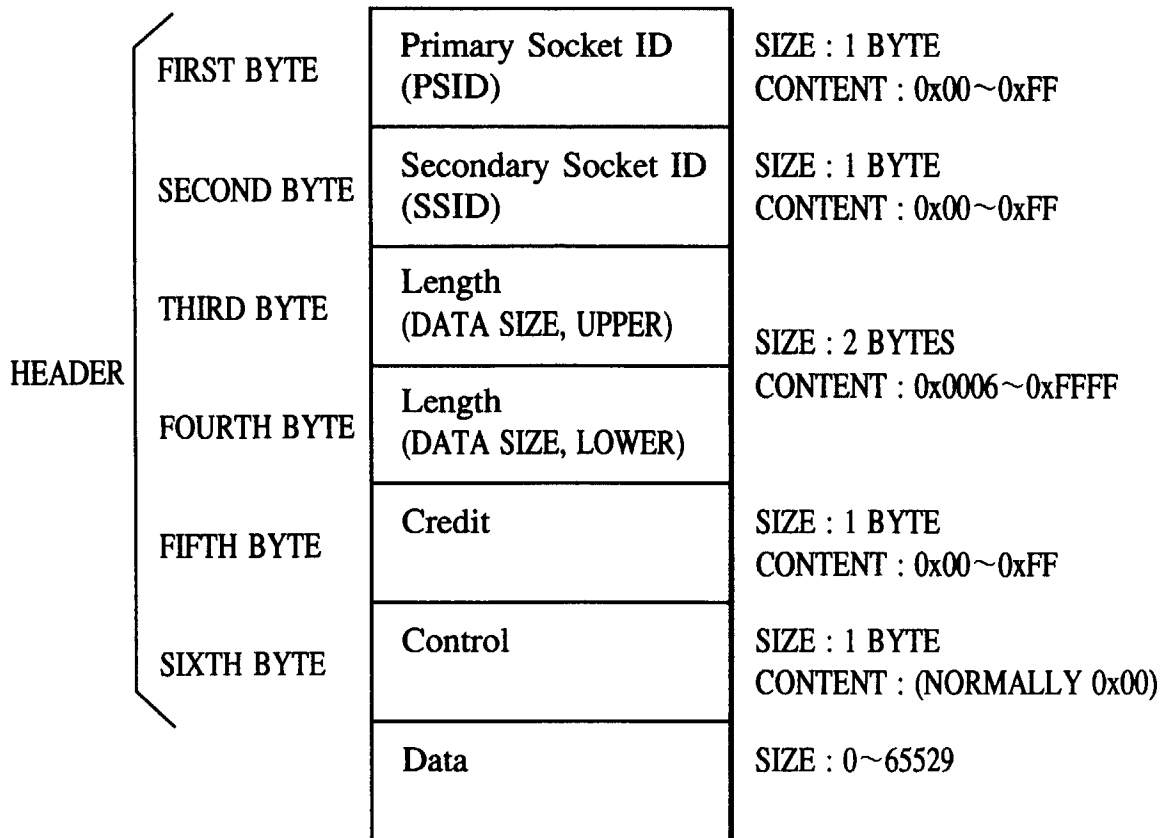 HEADER
FIRST BYTE
Primary Socket ID
(PSID)
SIZE : 1 BYTE
CONTENT : 0x00~0xFF
SECOND BYTE
Secondary Socket ID
(SSID)
SIZE : 1 BYTE
CONTENT : 0x00~0xFF
THIRD BYTE
Length
(DATA SIZE, UPPER)
FOURTH BYTE
Length
(DATA SIZE, LOWER)
SIZE : 2 BYTES
CONTENT : 0x0006~0xFFFF
FIFTH BYTE
Credit
SIZE : 1 BYTE
CONTENT : 0x00~0xFF
SIXTH BYTE
Control
SIZE : 1 BYTE
CONTENT : (NORMALLY 0x00)
Data
SIZE : 0~65529